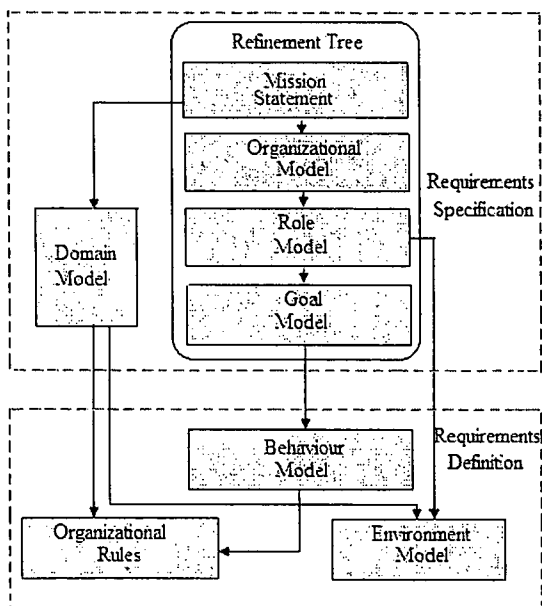 Refinement Tree
Mission
Statement
Organizational
Model
Requirements
Specification
Role
Model
Domain
Model
Goal
Model
Behaviour
Model
Requirements
Definition
Organizational
Rules
Environment
Model